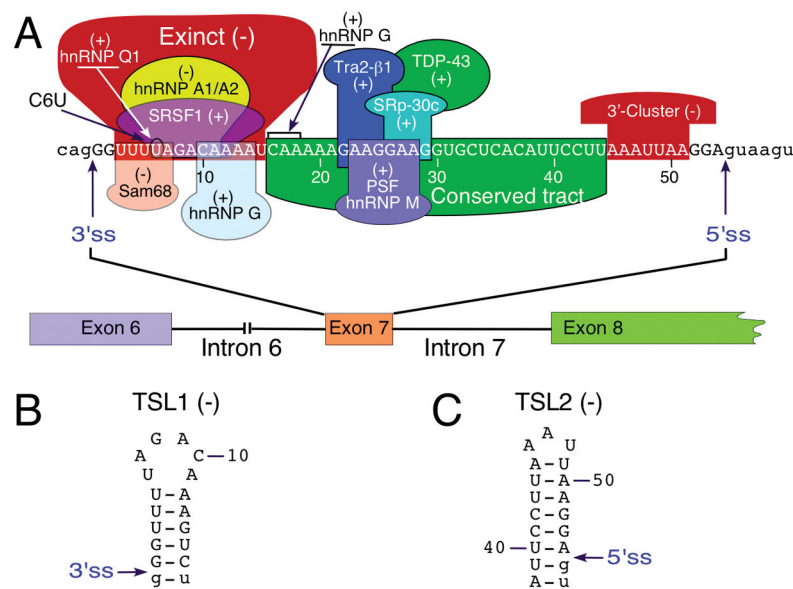 A
Exinct (-)
(+)
hnRNP Q1
(-)
hnRNP A1/A2
SRSF1 (+)
C6U
(+)
hnRNP G
Tra2-β1
(+)
TDP-43
(+)
SRp-30c
(+)
3'-Cluster (-)
cagGGUUUUAGACAAAAUCAAAAAGAAGGAAGGUGCUCACAUUCCUUAAAUUAAGGAguaagu
10 20 30 40 50
(-)
Sam68
(+)
hnRNP G
(+)
PSF
hnRNP M
Conserved tract
3'ss
5'ss
Exon 6
Intron 6
Exon 7
Intron 7
Exon 8
B
TSL1 (-)
G A
A C 10
U A
U A
U A
U G
G U
3'ss G C
g u
C
TSL2 (-)
A
A U
A U
U A 50
U A
C G
C G
40 U A 5'ss
U g
A u